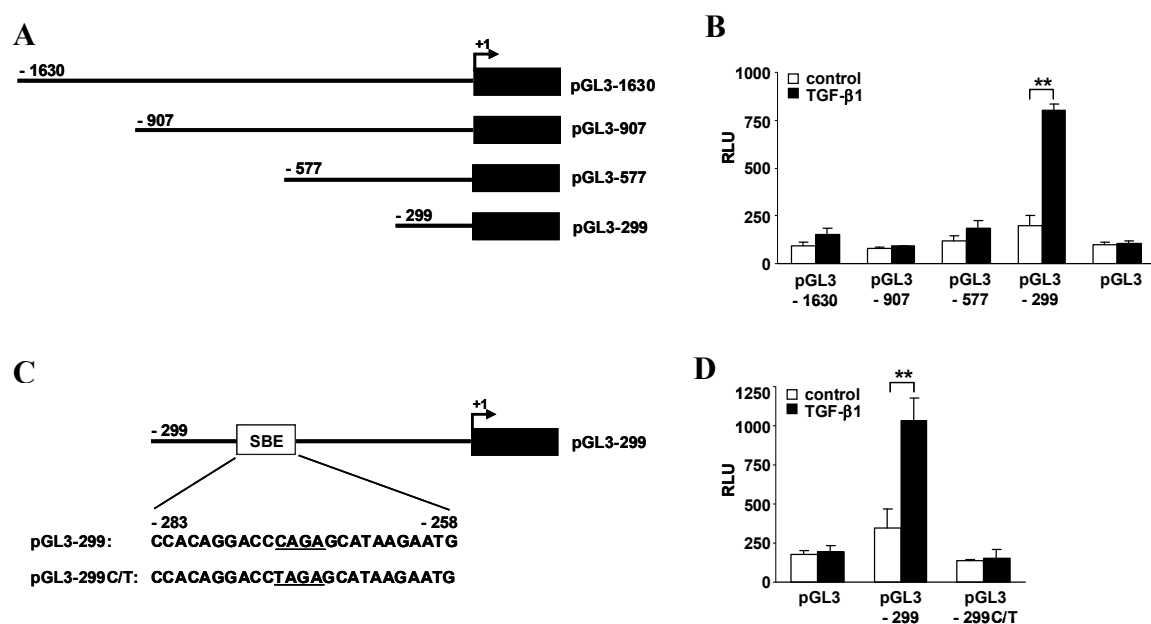 A
+1
- 1630
pGL3-1630
- 907
pGL3-907
- 577
pGL3-577
- 299
pGL3-299
B
RLU
1000
750
500
250
0
control
TGF-β1
**
pGL3 - 1630
pGL3 - 907
pGL3 - 577
pGL3 - 299
pGL3
C
+1
- 299
SBE
pGL3-299
- 283
- 258
pGL3-299: CCACAGGACCCAGAGCATAAGAATG
pGL3-299C/T: CCACAGGACCTAGAGCATAAGAATG
D
RLU
1250
1000
750
500
250
0
control
TGF-β1
**
pGL3
pGL3 - 299
pGL3 - 299C/T